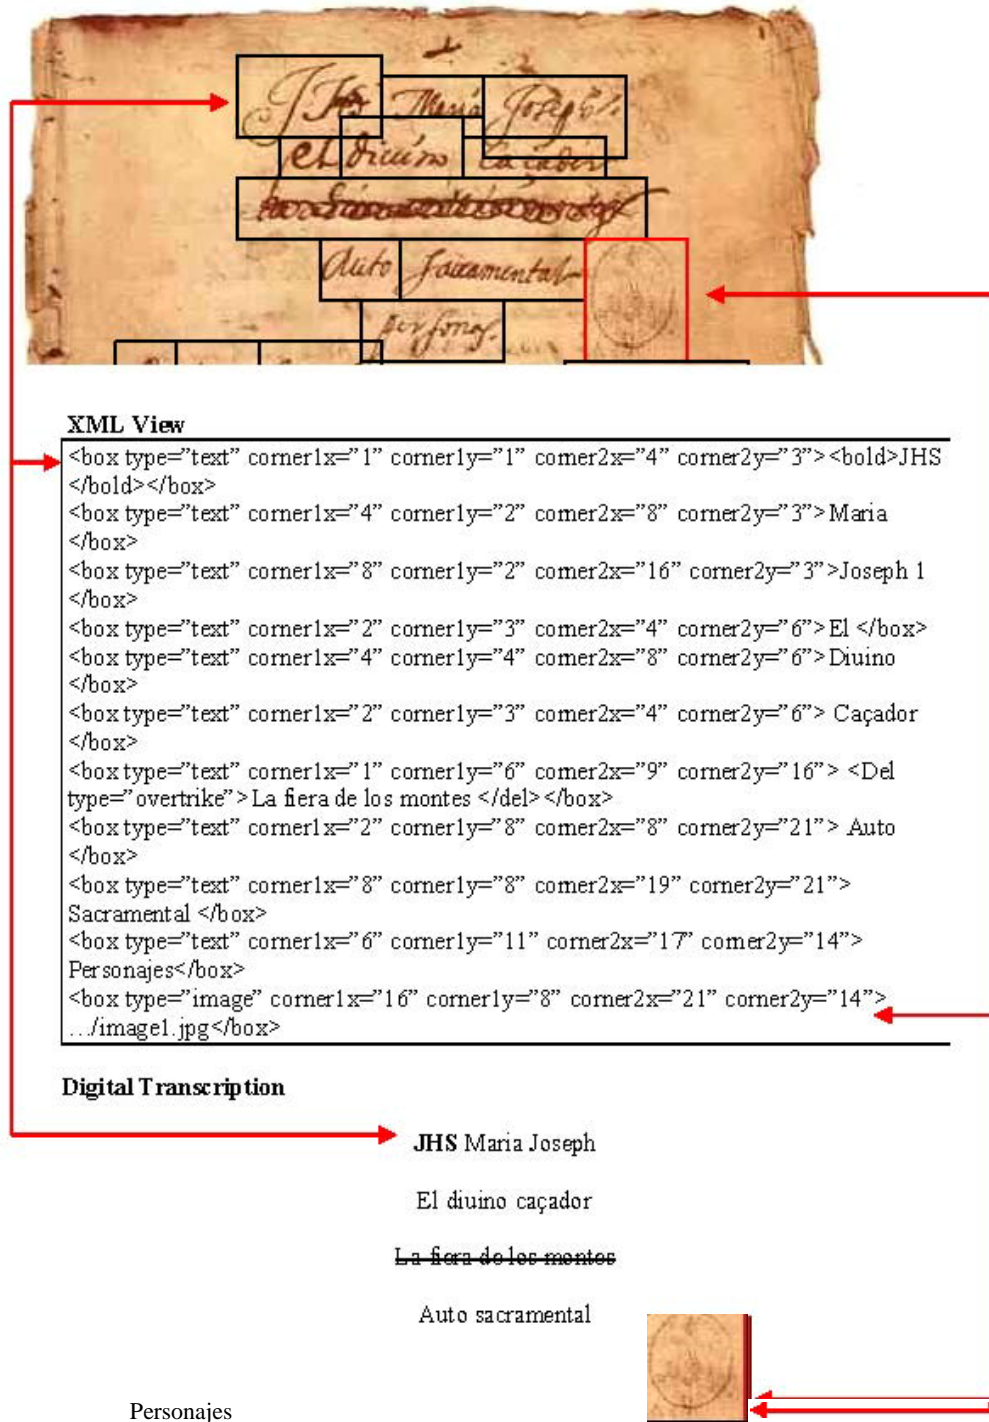 JHS Maria Joseph
el diuino caçador
Auto Sacramental
personas
XML View
<box type=”text” corner1x=”1” corner1y=”1” corner2x=”4” corner2y=”3”><bold>JHS
</bold></box>
<box type=”text” corner1x=”4” corner1y=”2” corner2x=”8” corner2y=”3”>Maria
</box>
<box type=”text” corner1x=”8” corner1y=”2” corner2x=”16” corner2y=”3”>Joseph 1
</box>
<box type=”text” corner1x=”2” corner1y=”3” corner2x=”4” corner2y=”6”>El </box>
<box type=”text” corner1x=”4” corner1y=”4” corner2x=”8” corner2y=”6”>Diuino
</box>
<box type=”text” corner1x=”2” corner1y=”3” corner2x=”4” corner2y=”6”> Caçador
</box>
<box type=”text” corner1x=”1” corner1y=”6” corner2x=”9” corner2y=”16”> <Del
type=”overtrike”>La fiera de los montes </del></box>
<box type=”text” corner1x=”2” corner1y=”8” corner2x=”8” corner2y=”21”> Auto
</box>
<box type=”text” corner1x=”8” corner1y=”8” corner2x=”19” corner2y=”21”>
Sacramental </box>
<box type=”text” corner1x=”6” corner1y=”11” corner2x=”17” corner2y=”14”>
Personajes</box>
<box type=”image” corner1x=”16” corner1y=”8” corner2x=”21” corner2y=”14”>
.../image1.jpg</box>
Digital Transcription
JHS Maria Joseph
El diuino caçador
La fiera de los montes
Auto sacramental
Personajes